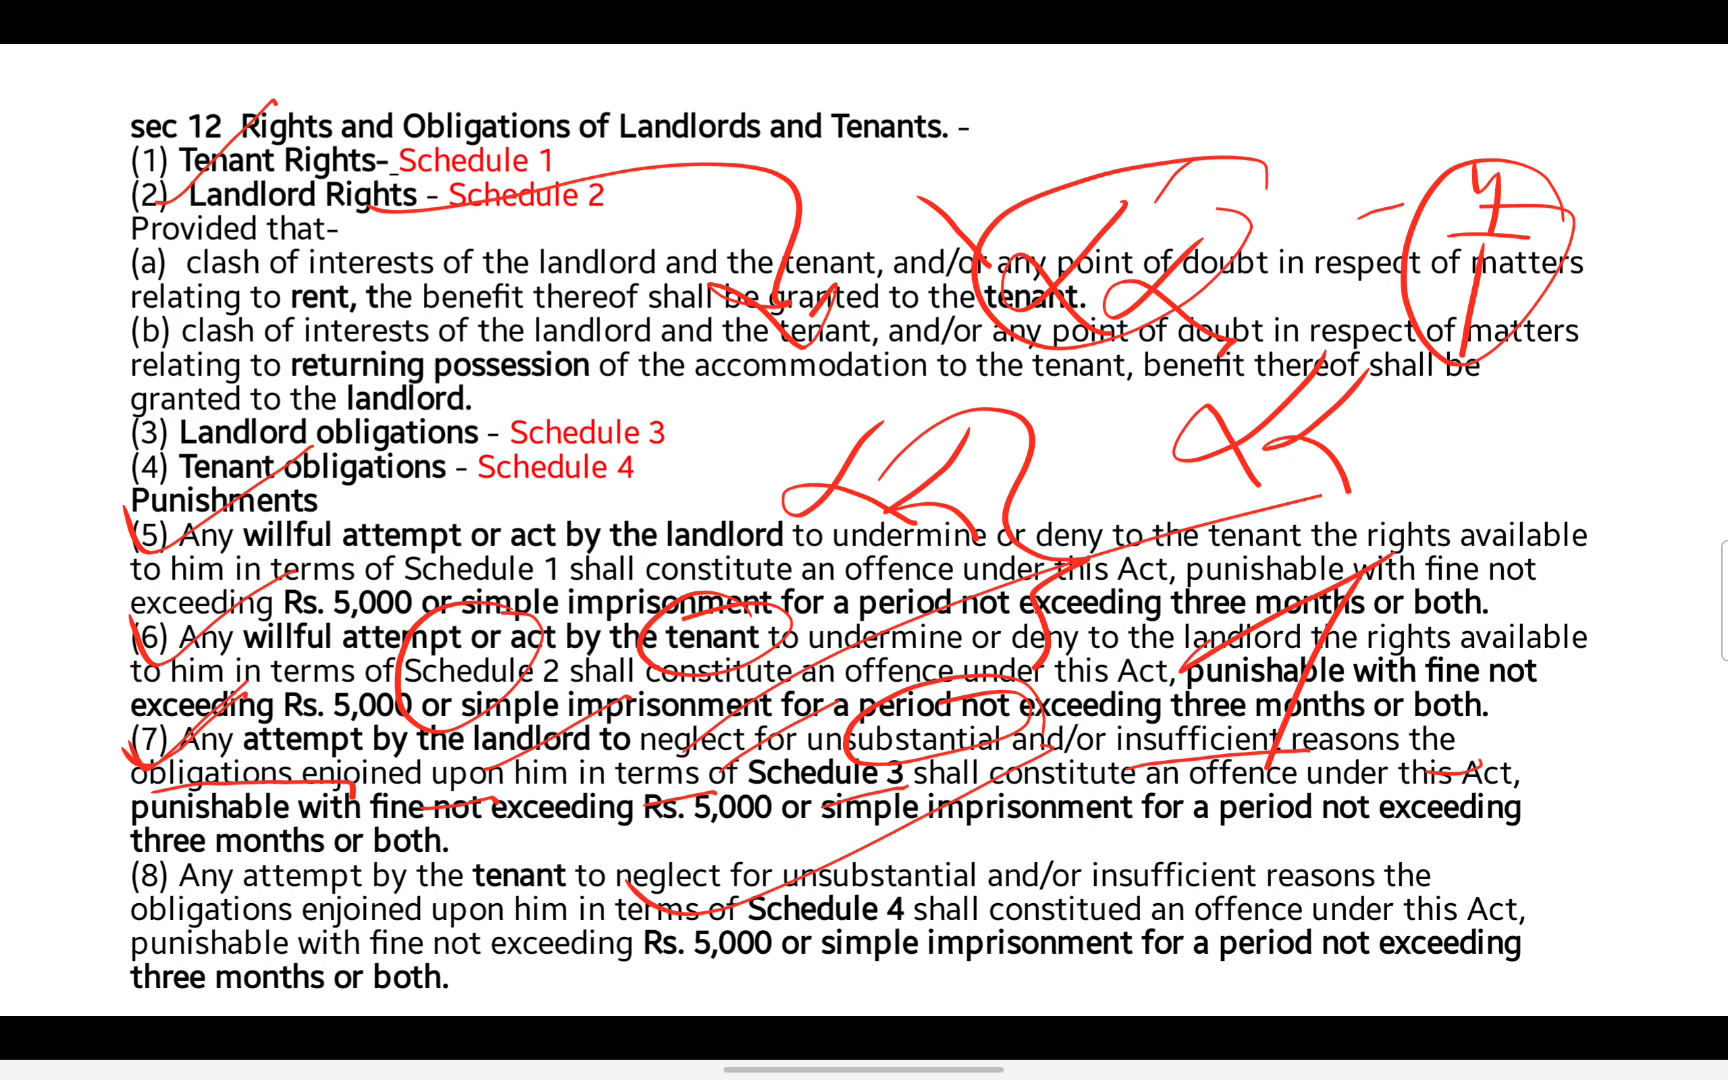 sec 12 Rights and Obligations of Landlords and Tenants. -
(1) Tenant Rights- Schedule 1
(2) Landlord Rights - Schedule 2
Provided that-
(a) clash of interests of the landlord and the tenant, and/or any point of doubt in respect of matters
relating to rent, the benefit thereof shall be granted to the tenant.
(b) clash of interests of the landlord and the tenant, and/or any point of doubt in respect of matters
relating to returning possession of the accommodation to the tenant, benefit thereof shall be
granted to the landlord.
(3) Landlord obligations - Schedule 3
(4) Tenant obligations - Schedule 4
Punishments
(5) Any willful attempt or act by the landlord to undermine or deny to the tenant the rights available
to him in terms of Schedule 1 shall constitute an offence under this Act, punishable with fine not
exceeding Rs. 5,000 or simple imprisonment for a period not exceeding three months or both.
(6) Any willful attempt or act by the tenant to undermine or deny to the landlord the rights available
to him in terms of Schedule 2 shall constitute an offence under this Act, punishable with fine not
exceeding Rs. 5,000 or simple imprisonment for a period not exceeding three months or both.
(7) Any attempt by the landlord to neglect for unsubstantial and/or insufficient reasons the
obligations enjoined upon him in terms of Schedule 3 shall constitute an offence under this Act,
punishable with fine not exceeding Rs. 5,000 or simple imprisonment for a period not exceeding
three months or both.
(8) Any attempt by the tenant to neglect for unsubstantial and/or insufficient reasons the
obligations enjoined upon him in terms of Schedule 4 shall constitued an offence under this Act,
punishable with fine not exceeding Rs. 5,000 or simple imprisonment for a period not exceeding
three months or both.